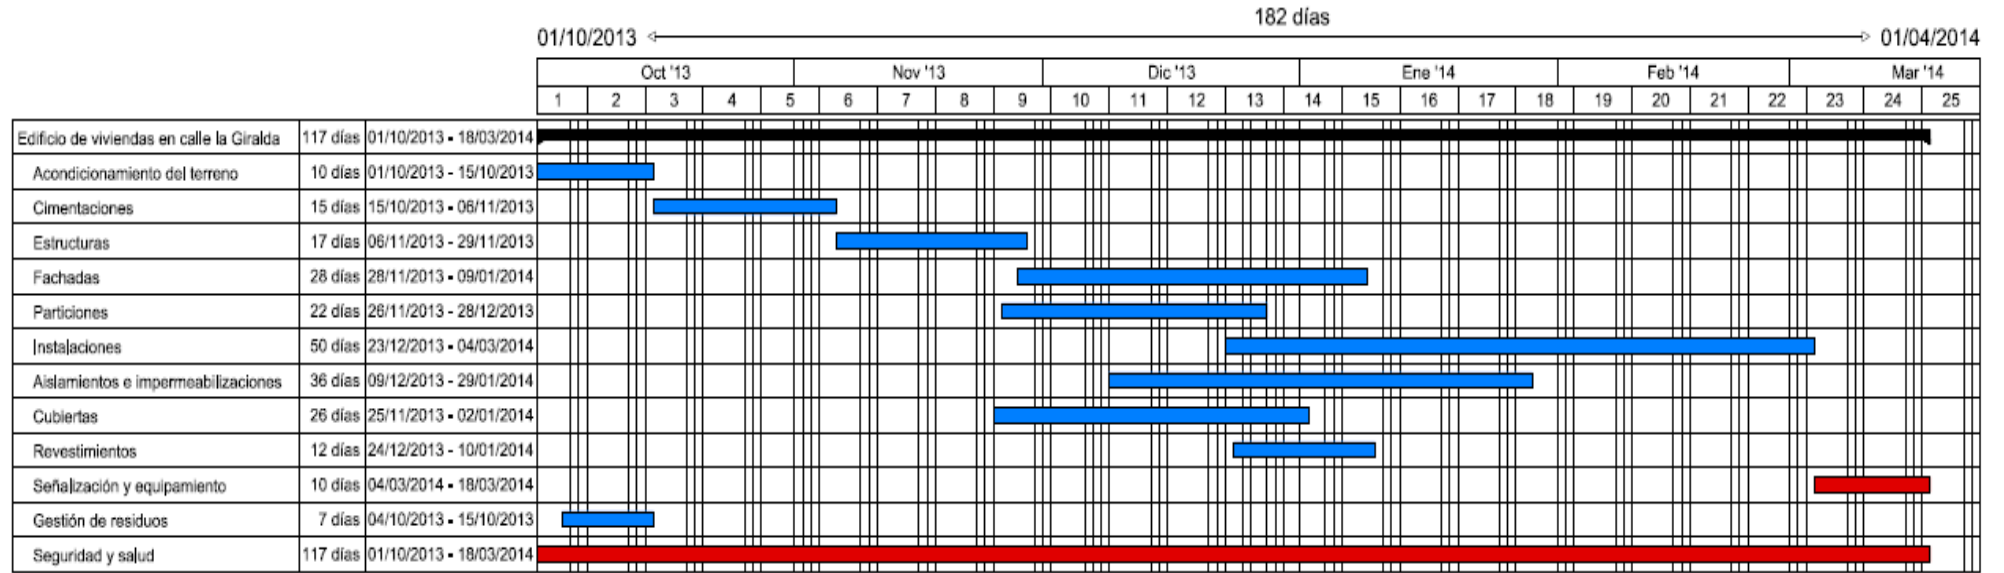 182 días
01/10/2013 01/04/2014
Oct '13 Nov '13 Dic '13 Ene '14 Feb '14 Mar '14
1 2 3 4 5 6 7 8 9 10 11 12 13 14 15 16 17 18 19 20 21 22 23 24 25
Edificio de viviendas en calle la Giralda 117 días 01/10/2013 - 18/03/2014
Acondicionamiento del terreno 10 días 01/10/2013 - 15/10/2013
Cimentaciones 15 días 15/10/2013 - 06/11/2013
Estructuras 17 días 06/11/2013 - 29/11/2013
Fachadas 28 días 28/11/2013 - 09/01/2014
Particiones 22 días 26/11/2013 - 28/12/2013
Instalaciones 50 días 23/12/2013 - 04/03/2014
Aislamientos e impermeabilizaciones 36 días 09/12/2013 - 29/01/2014
Cubiertas 26 días 25/11/2013 - 02/01/2014
Revestimientos 12 días 24/12/2013 - 10/01/2014
Señalización y equipamiento 10 días 04/03/2014 - 18/03/2014
Gestión de residuos 7 días 04/10/2013 - 15/10/2013
Seguridad y salud 117 días 01/10/2013 - 18/03/2014